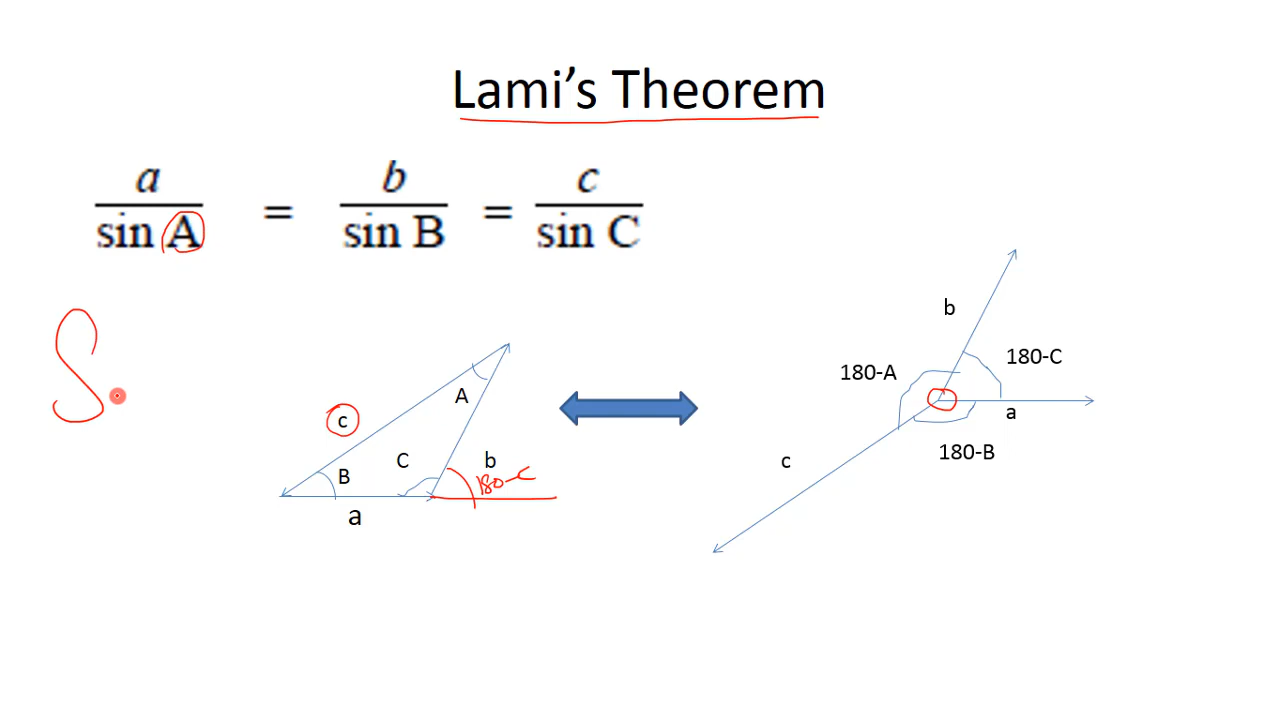 Lami's Theorem
a/sin A = b/sin B = c/sin C
S
b
180-C
180-A
A
a
c
C
b
180-B
c
B
180-C
a